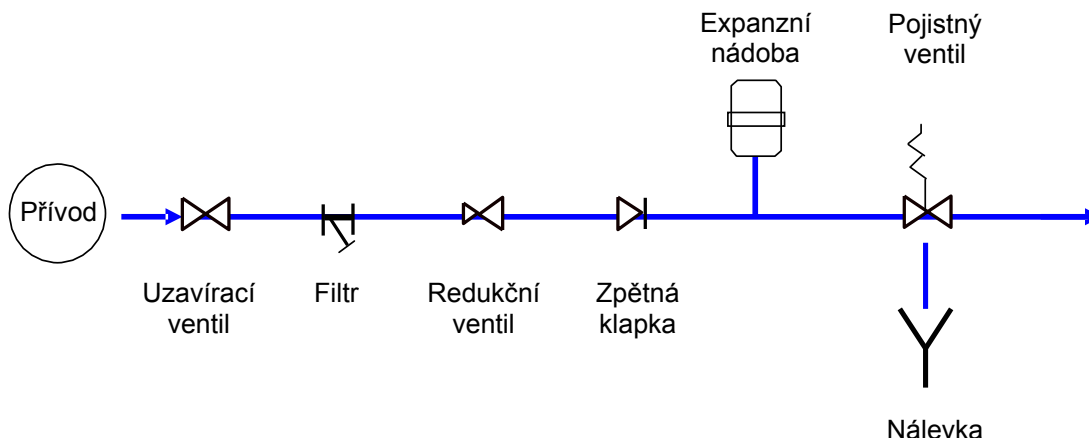 Expanzní
nádoba
Pojistný
ventil
Přívod
Uzavírací
ventil
Filtr
Redukční
ventil
Zpětná
klapka
Nálevka